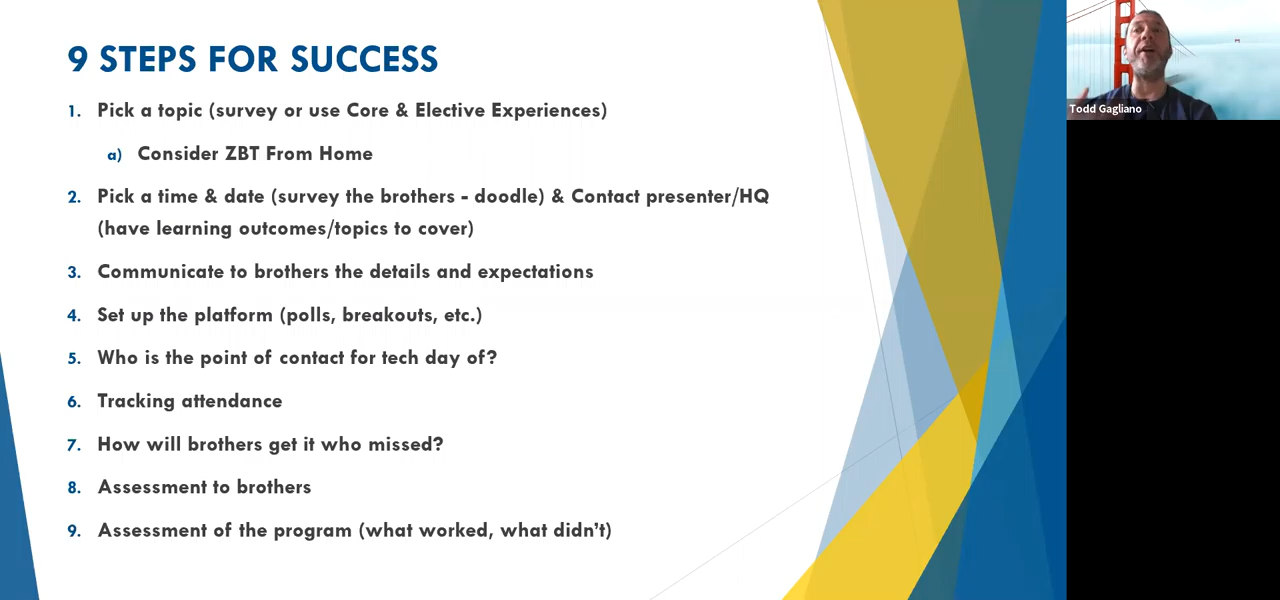 9 STEPS FOR SUCCESS
1. Pick a topic (survey or use Core & Elective Experiences)
a) Consider ZBT From Home
2. Pick a time & date (survey the brothers - doodle) & Contact presenter/HQ
(have learning outcomes/topics to cover)
3. Communicate to brothers the details and expectations
4. Set up the platform (polls, breakouts, etc.)
5. Who is the point of contact for tech day of?
6. Tracking attendance
7. How will brothers get it who missed?
8. Assessment to brothers
9. Assessment of the program (what worked, what didn't)
Todd Gagliano